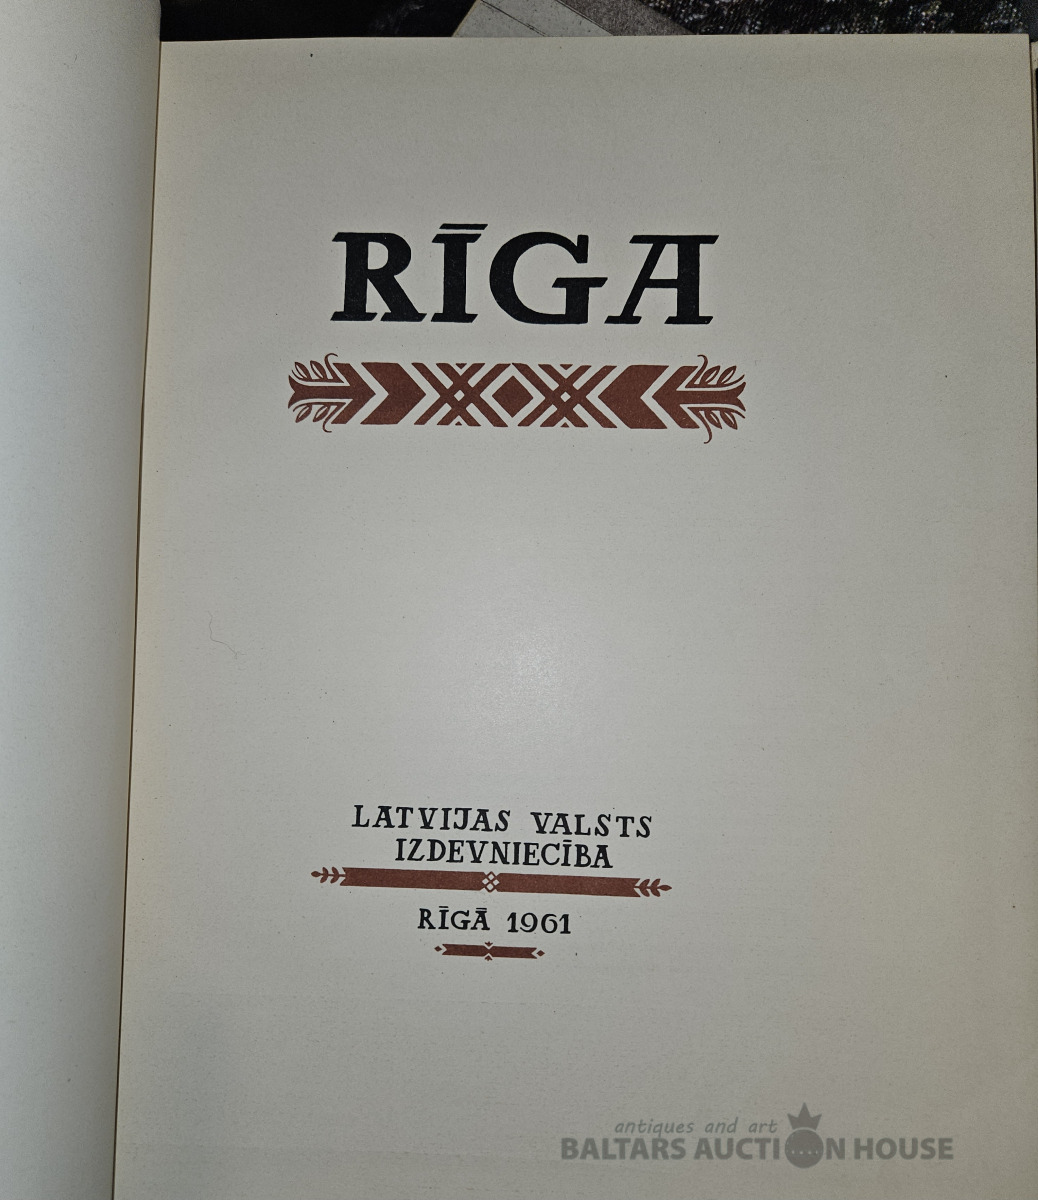 RĪGA
LATVIJAS VALSTS
IZDEVNIECĪBA
RĪGĀ 1961
antiques and art
BALTARS AUCTION HOUSE